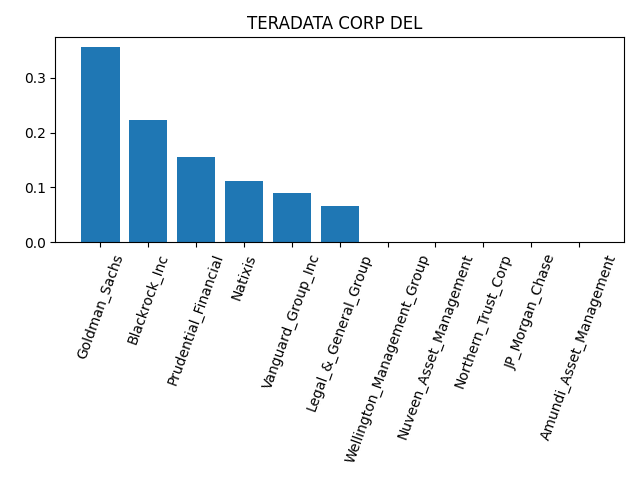 TERADATA CORP DEL
0.3
0.2
0.1
0.0
Goldman_Sachs
Blackrock_Inc
Prudential_Financial
Natixis
Vanguard_Group_Inc
Legal_&_General_Group
Wellington_Management_Group
Nuveen_Asset_Management
Northern_Trust_Corp
JP_Morgan_Chase
Amundi_Asset_Management